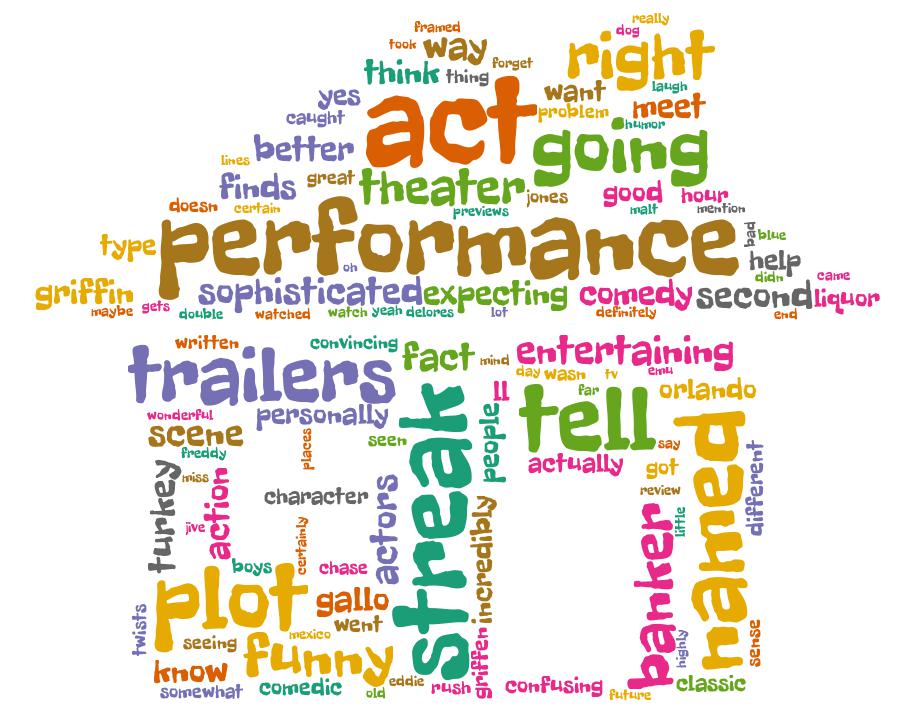 framed
really
took
way
dog
right
think
thing
forget
yes
want
laugh
caught
act
problem
meet
humor
lines
better
going
finds
great
theater
jones
good
hour
doesn
certain
previews
malt
mention
type
performance
bad
blue
oh
help
didn
griffin
sophisticated
expecting
comedy
second
came
liquor
maybe
gets
double
watched
watch
yeah
delores
lot
definitely
end
written
convincing
fact
mind
entertaining
trailers
day
wasn
tv
emu
ll
far
orlando
wonderful
personally
tell
scene
places
seen
streak
people
say
freddy
actually
got
named
different
turkey
miss
action
character
actors
review
jive
certainly
incredibly
banker
little
boys
chase
plot
gallo
twists
seeing
mexico
went
griffen
highly
sense
know
funny
somewhat
comedic
old
eddie
rush
confusing
future
classic